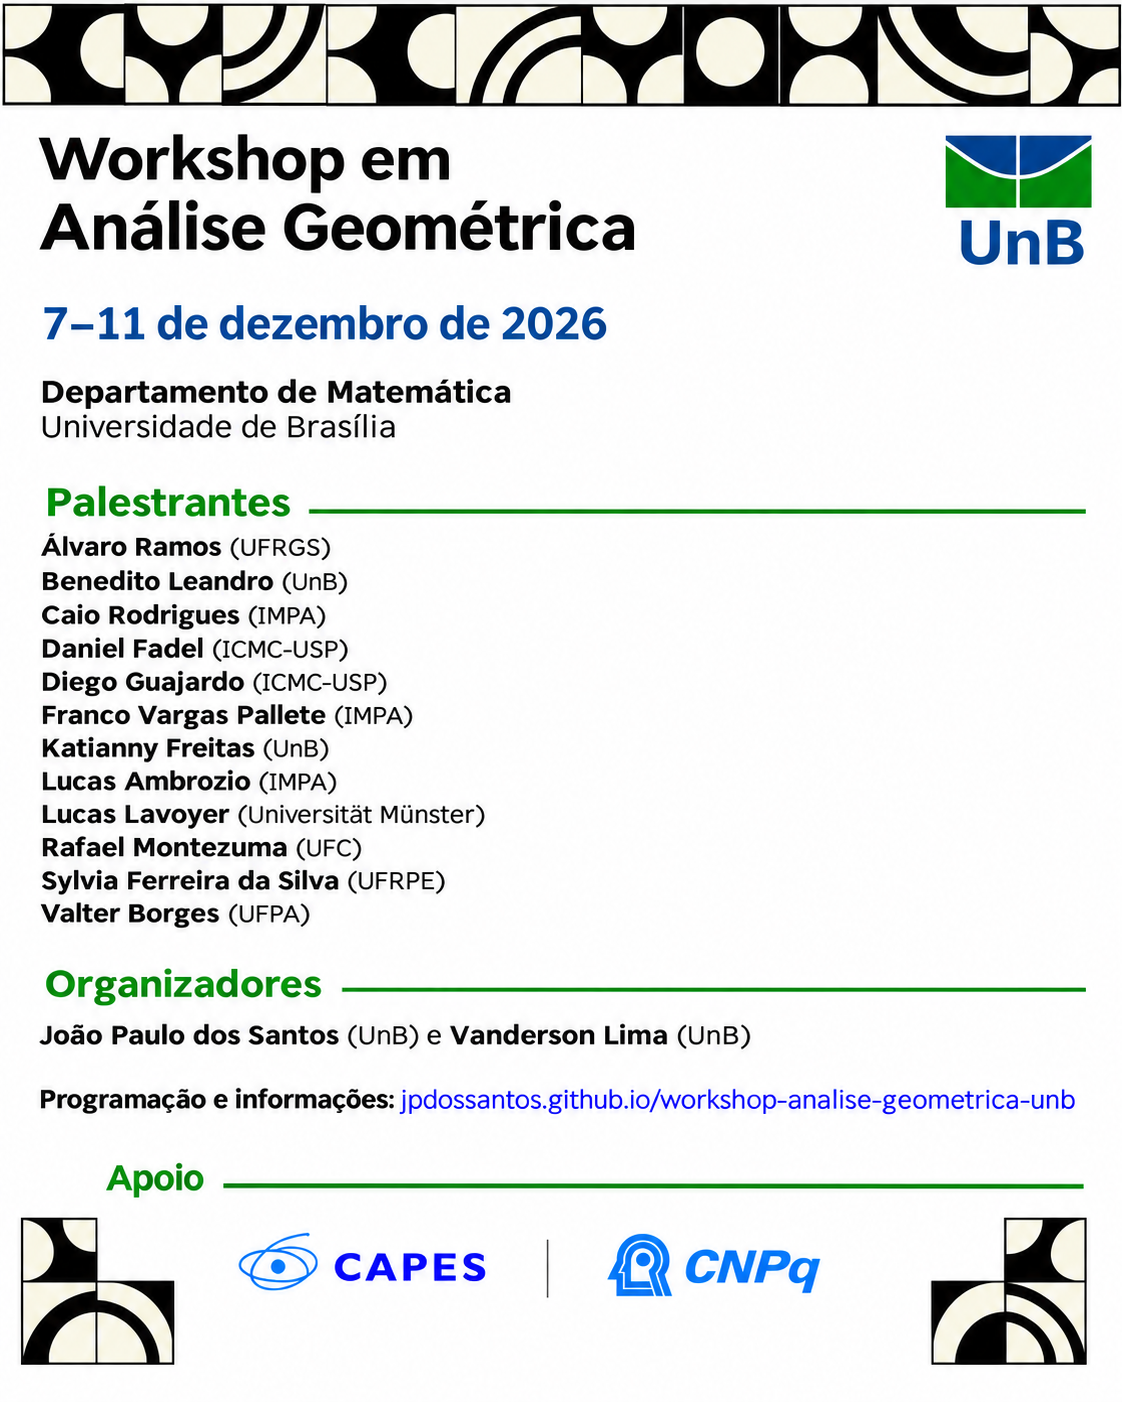 Workshop em
Análise Geométrica
UnB
7–11 de dezembro de 2026
Departamento de Matemática
Universidade de Brasília
Palestrantes
Álvaro Ramos (UFRGS)
Benedito Leandro (UnB)
Caio Rodrigues (IMPA)
Daniel Fadel (ICMC-USP)
Diego Guajardo (ICMC-USP)
Franco Vargas Pallete (IMPA)
Katianny Freitas (UnB)
Lucas Ambrozio (IMPA)
Lucas Lavoyer (Universität Münster)
Rafael Montezuma (UFC)
Sylvia Ferreira da Silva (UFRPE)
Valter Borges (UFPA)
Organizadores
João Paulo dos Santos (UnB) e Vanderson Lima (UnB)
Programação e informações: jpdossantos.github.io/workshop-analise-geometrica-unb
Apoio
CAPES
CNPq